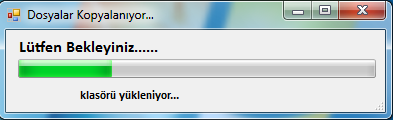 Dosyalar Kopyalanıyor...
Lütfen Bekleyiniz......
klasörü yükleniyor...